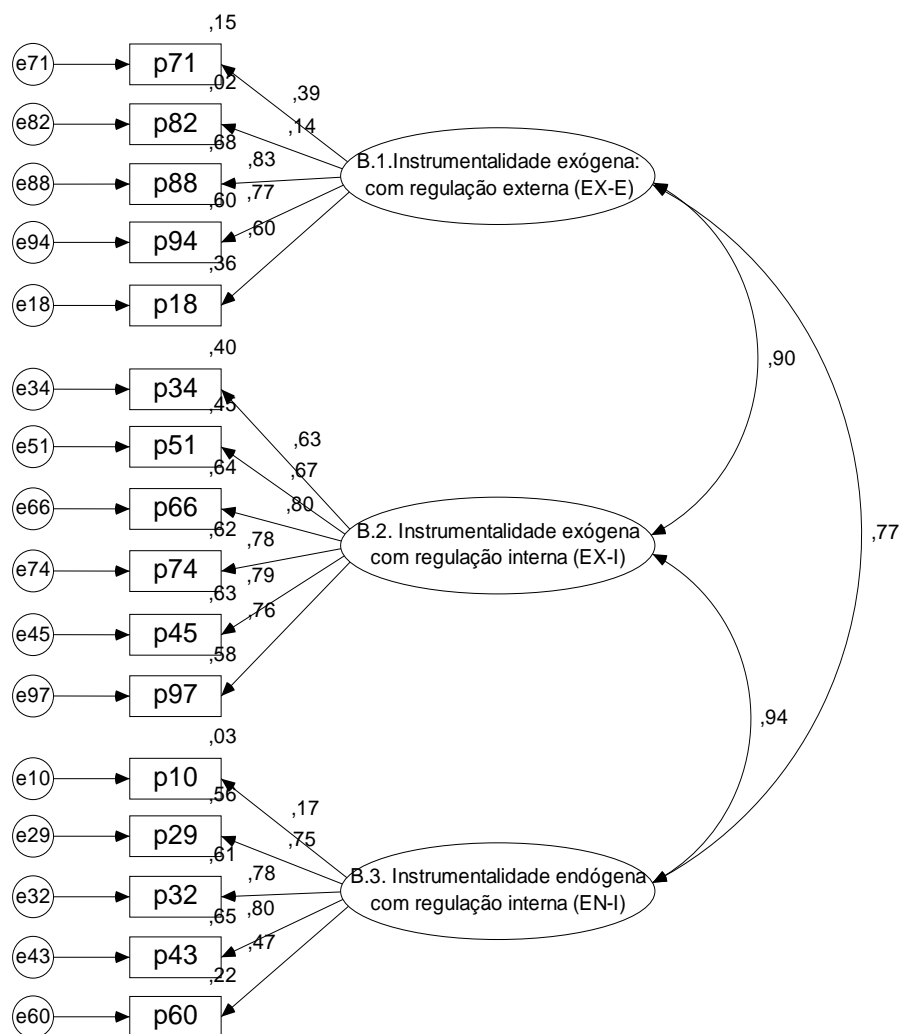 ,15
e71 p71
,02
,39
e82 p82
,14
,68
e88 p88
,83
,60
,77
e94 p94
,60
,36
e18 p18
B.1.Instrumentalidade exógena:
com regulação externa (EX-E)
,90
,77
,40
e34 p34
,45
,63
e51 p51
,67
,64
e66 p66
,80
,62
,78
e74 p74
,79
,63
e45 p45
,76
,58
e97 p97
B.2. Instrumentalidade exógena
com regulação interna (EX-I)
,94
,03
e10 p10
,56
,17
e29 p29
,75
,61
e32 p32
,78
,65
,80
e43 p43
,47
,22
e60 p60
B.3. Instrumentalidade endógena
com regulação interna (EN-I)